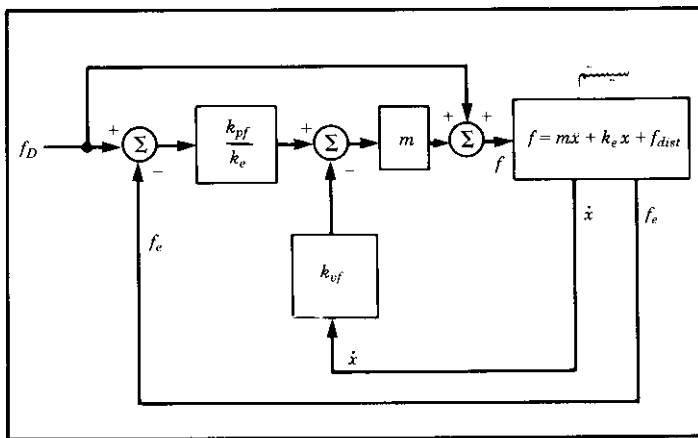 f_D
+
Σ
−
k_pf
k_e
+
Σ
−
m
+
+
Σ
f
f = mẍ + k_e x + f_dist
ẋ
f_e
f_e
k_vf
ẋ